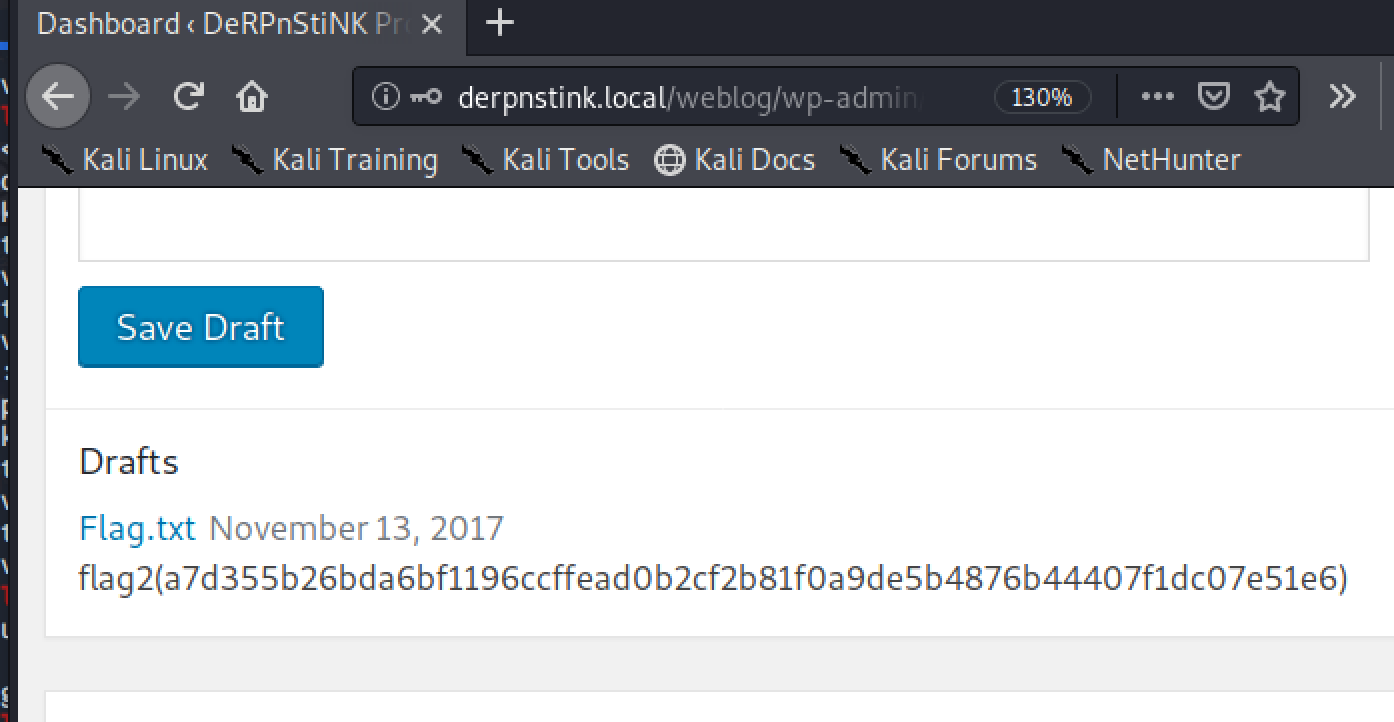 Dashboard ‹ DeRPnStiNK Pr
derpnstink.local/weblog/wp-admin/ 130%
Kali Linux Kali Training Kali Tools Kali Docs Kali Forums NetHunter
Save Draft
Drafts
Flag.txt November 13, 2017
flag2(a7d355b26bda6bf1196ccffead0b2cf2b81f0a9de5b4876b44407f1dc07e51e6)